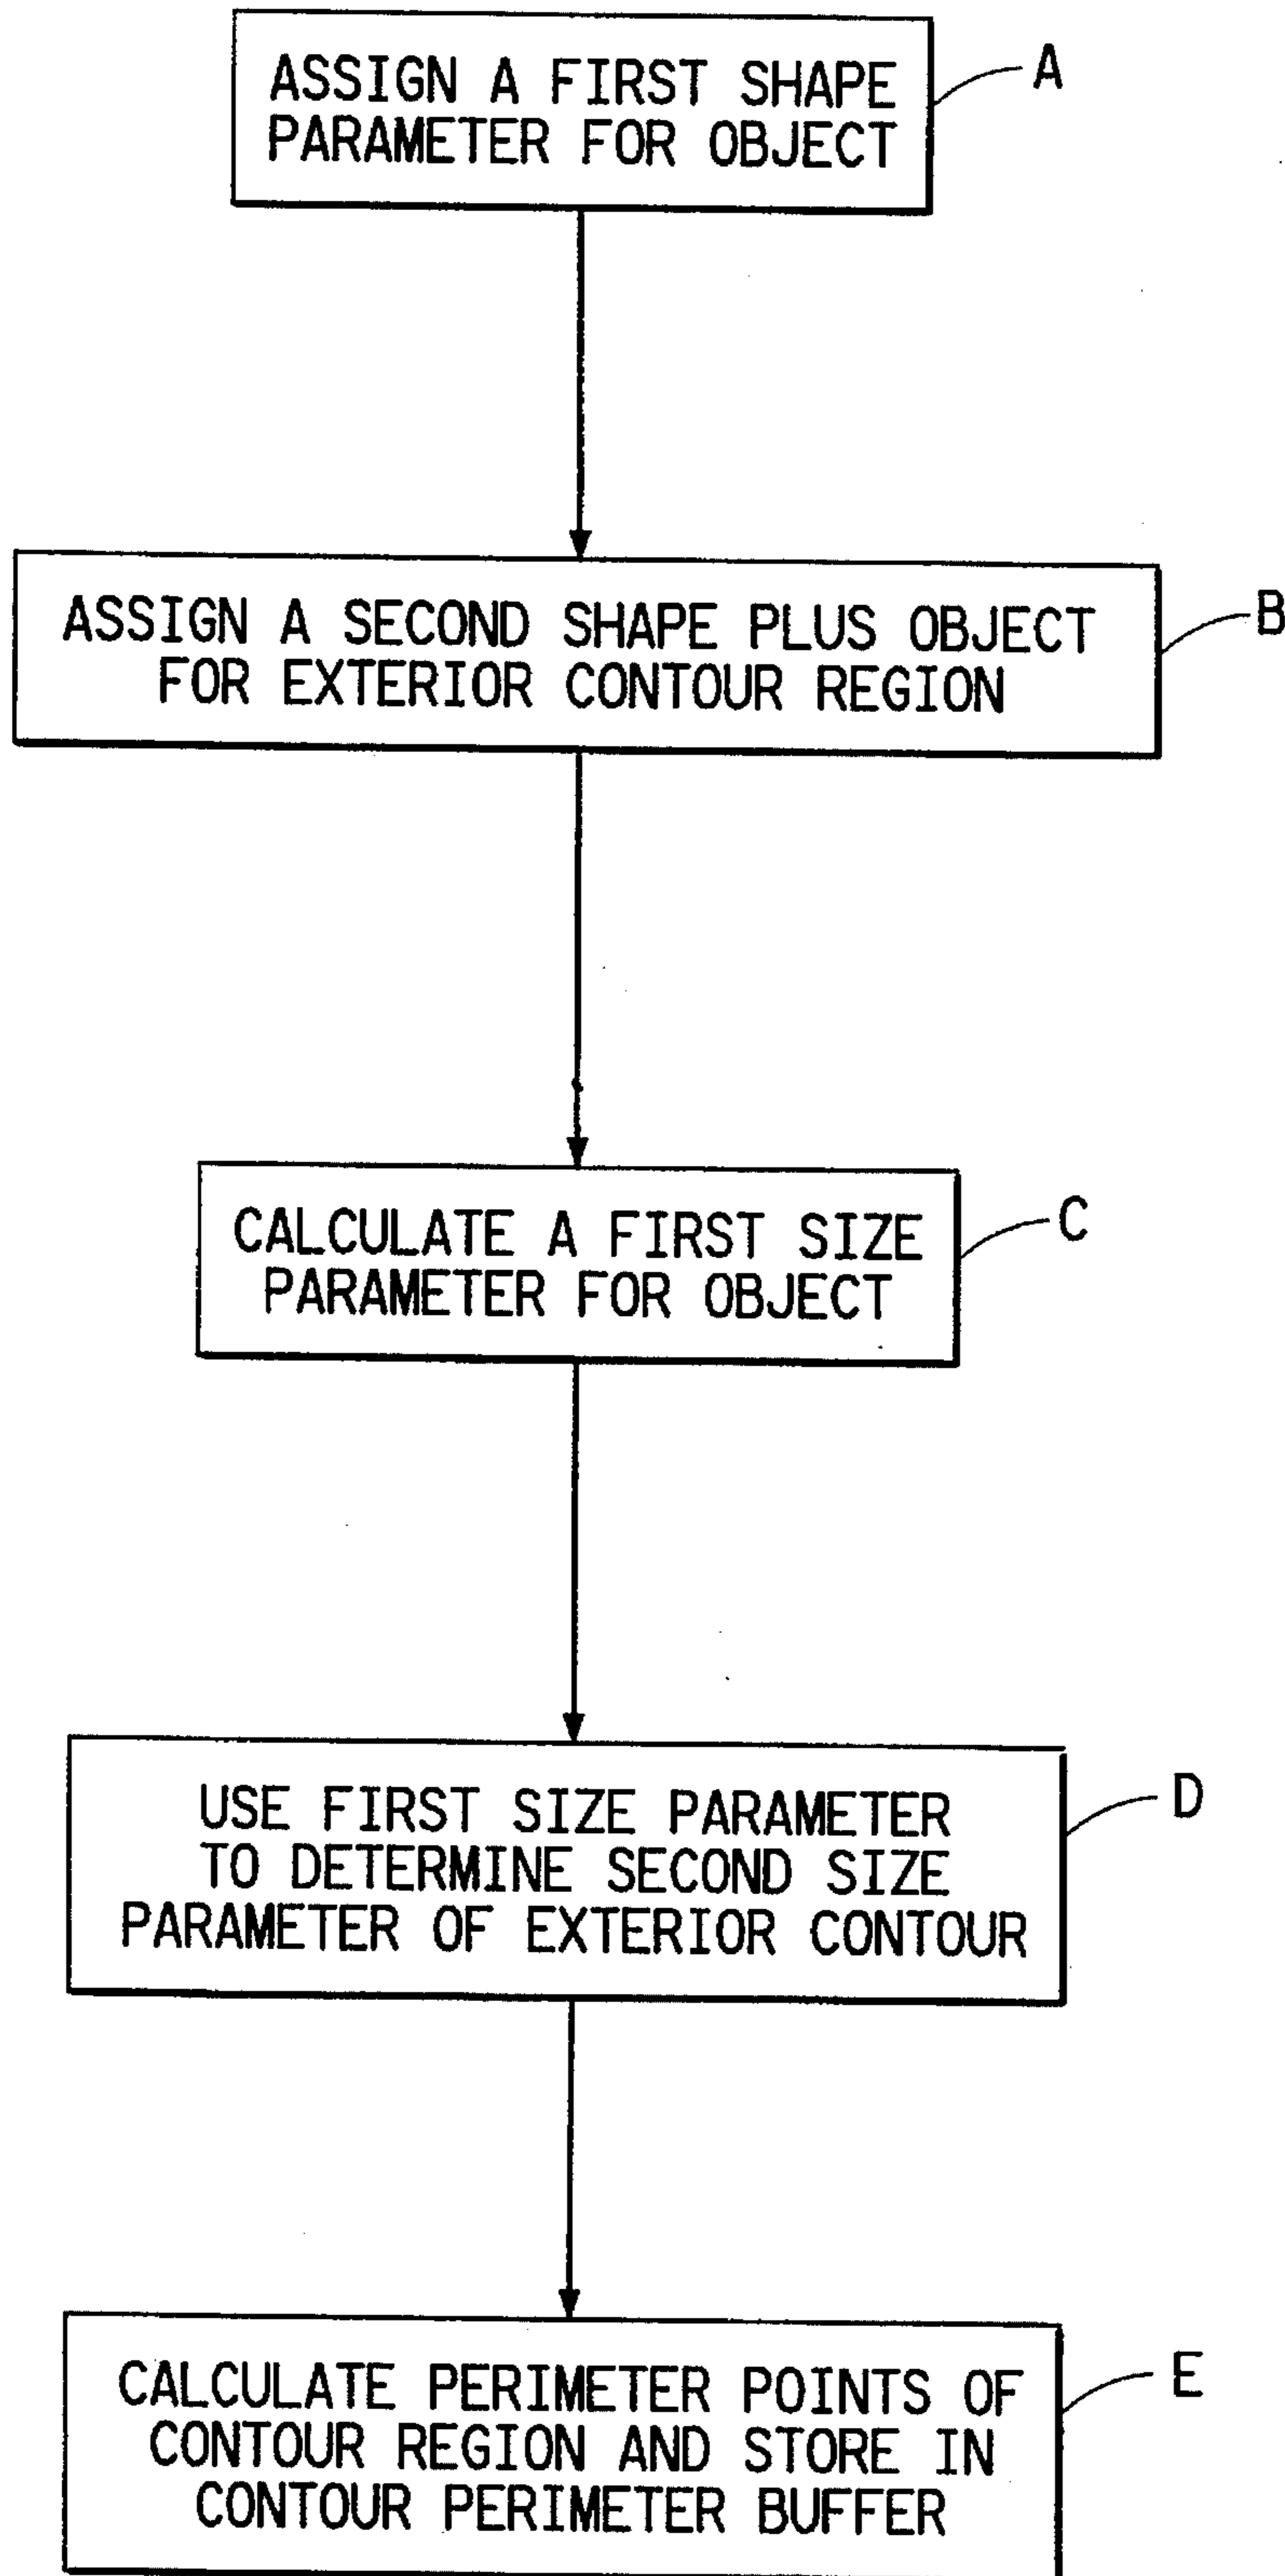 ASSIGN A FIRST SHAPE
PARAMETER FOR OBJECT
A
ASSIGN A SECOND SHAPE PLUS OBJECT
FOR EXTERIOR CONTOUR REGION
B
CALCULATE A FIRST SIZE
PARAMETER FOR OBJECT
C
USE FIRST SIZE PARAMETER
TO DETERMINE SECOND SIZE
PARAMETER OF EXTERIOR CONTOUR
D
CALCULATE PERIMETER POINTS OF
CONTOUR REGION AND STORE IN
CONTOUR PERIMETER BUFFER
E